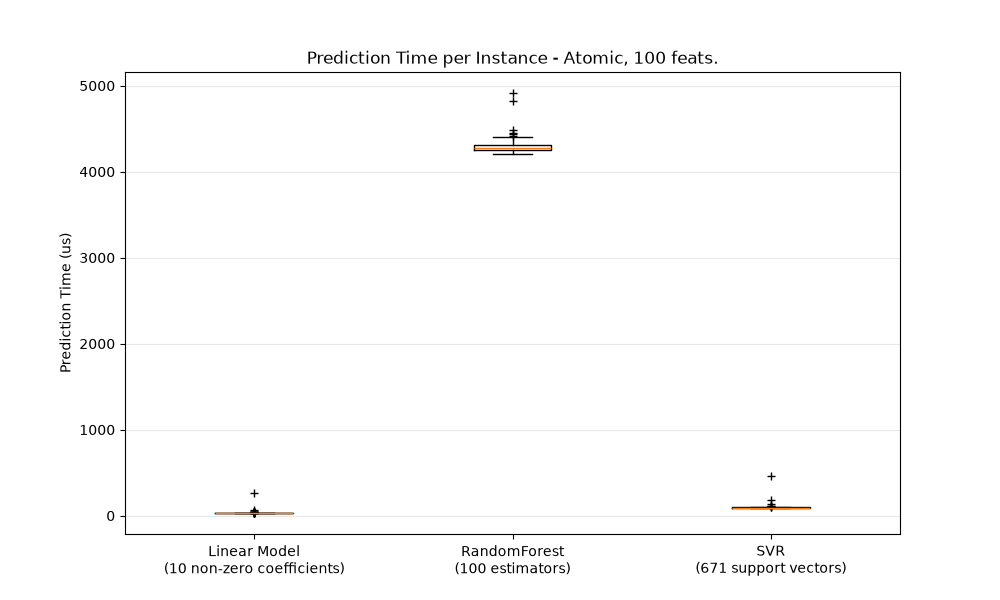 Prediction Time per Instance - Atomic, 100 feats.
5000
4000
3000
2000
1000
0
Prediction Time (us)
Linear Model
(10 non-zero coefficients)
RandomForest
(100 estimators)
SVR
(671 support vectors)